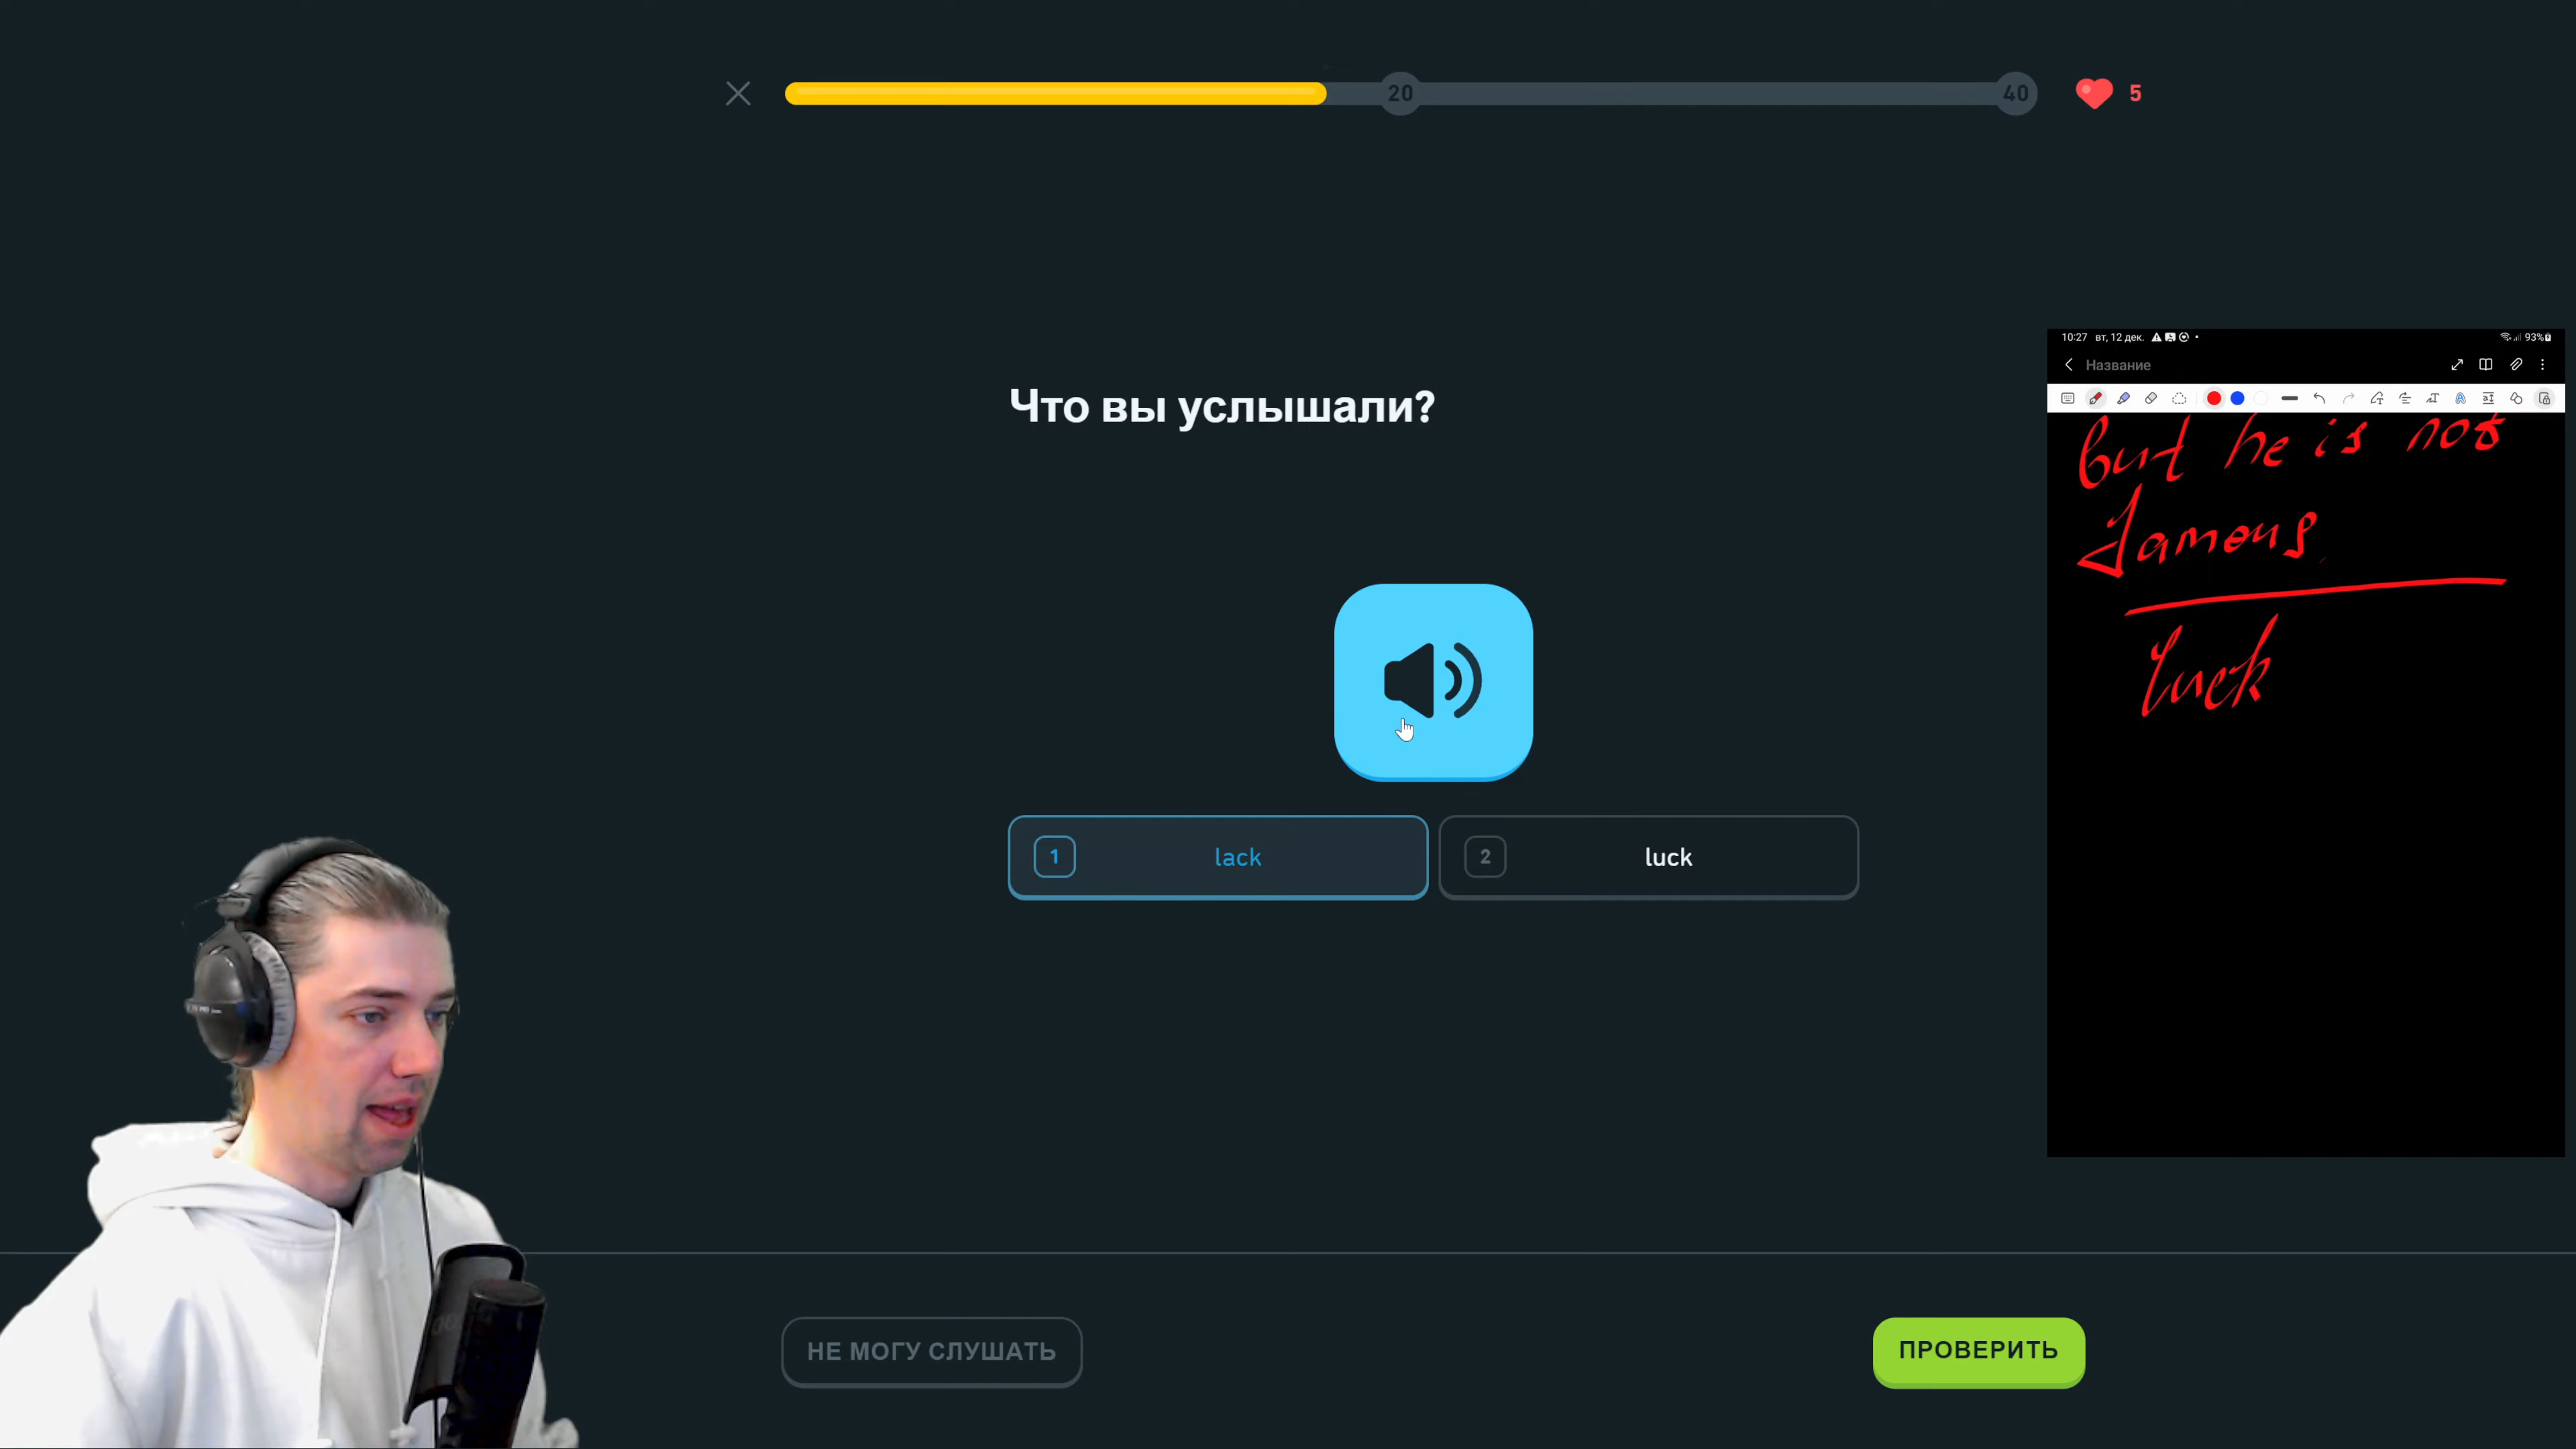 20
40
5
Что вы услышали?
1 lack
2 luck
НЕ МОГУ СЛУШАТЬ
ПРОВЕРИТЬ
10:27 вт, 12 дек.
93%
Название
but he is not
famous.
luck